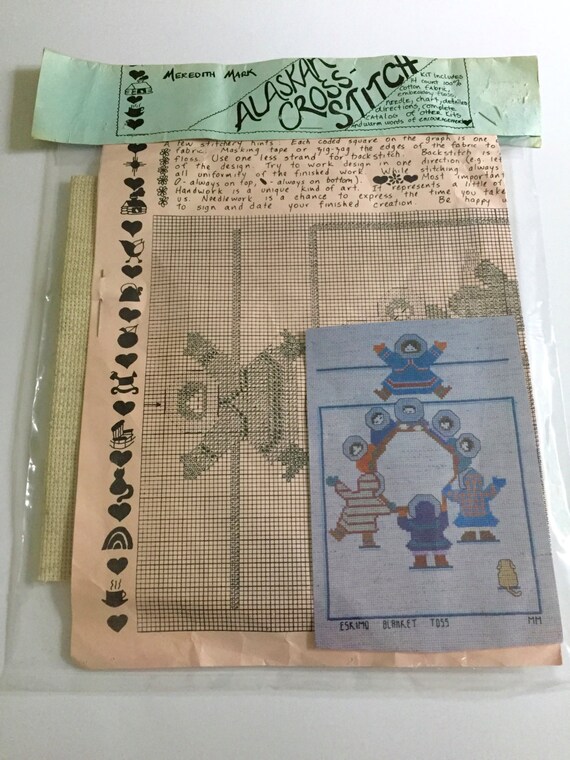 MEREDITH MARK
ALASKAN
CROSS-
STITCH
KIT INCLUDES
14 count 100%
cotton fabric,
embroidery floss,
needle, chart, detailed
directions, complete
catalog of other kits
and warm words of encouragement
few stitchery hints. Each coded square on the graph is one
fabric. Masking tape or zig-zag the edges of the fabric to
floss. Use one less strand for backstitch. Backstitch is
of the design. Try to work design in one direction (e.g. let
all uniformity of the finished work. While stitching always
- always on top, - always on bottom). Most important
Handwork is a unique kind of art. It represents a little of
us. Needlework is a chance to express the time you take
to sign and date your finished creation. Be happy
ESKIMO BLANKET TOSS MM